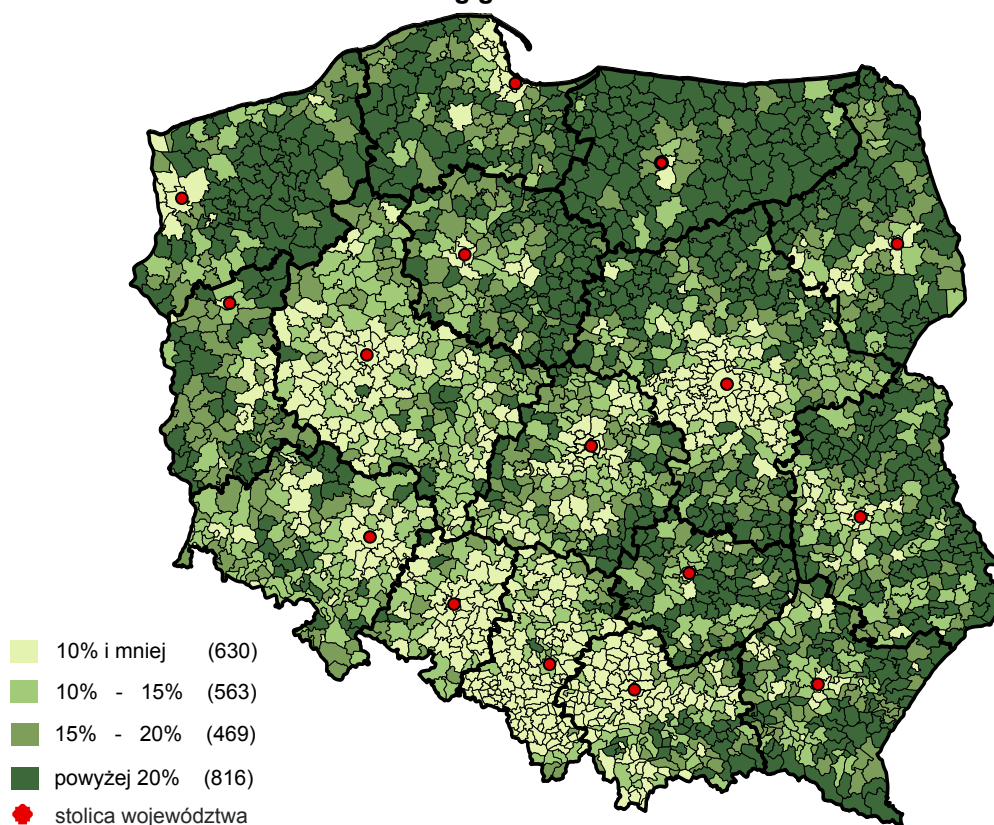 10% i mniej (630)
10% - 15% (563)
15% - 20% (469)
powyżej 20% (816)
stolica województwa